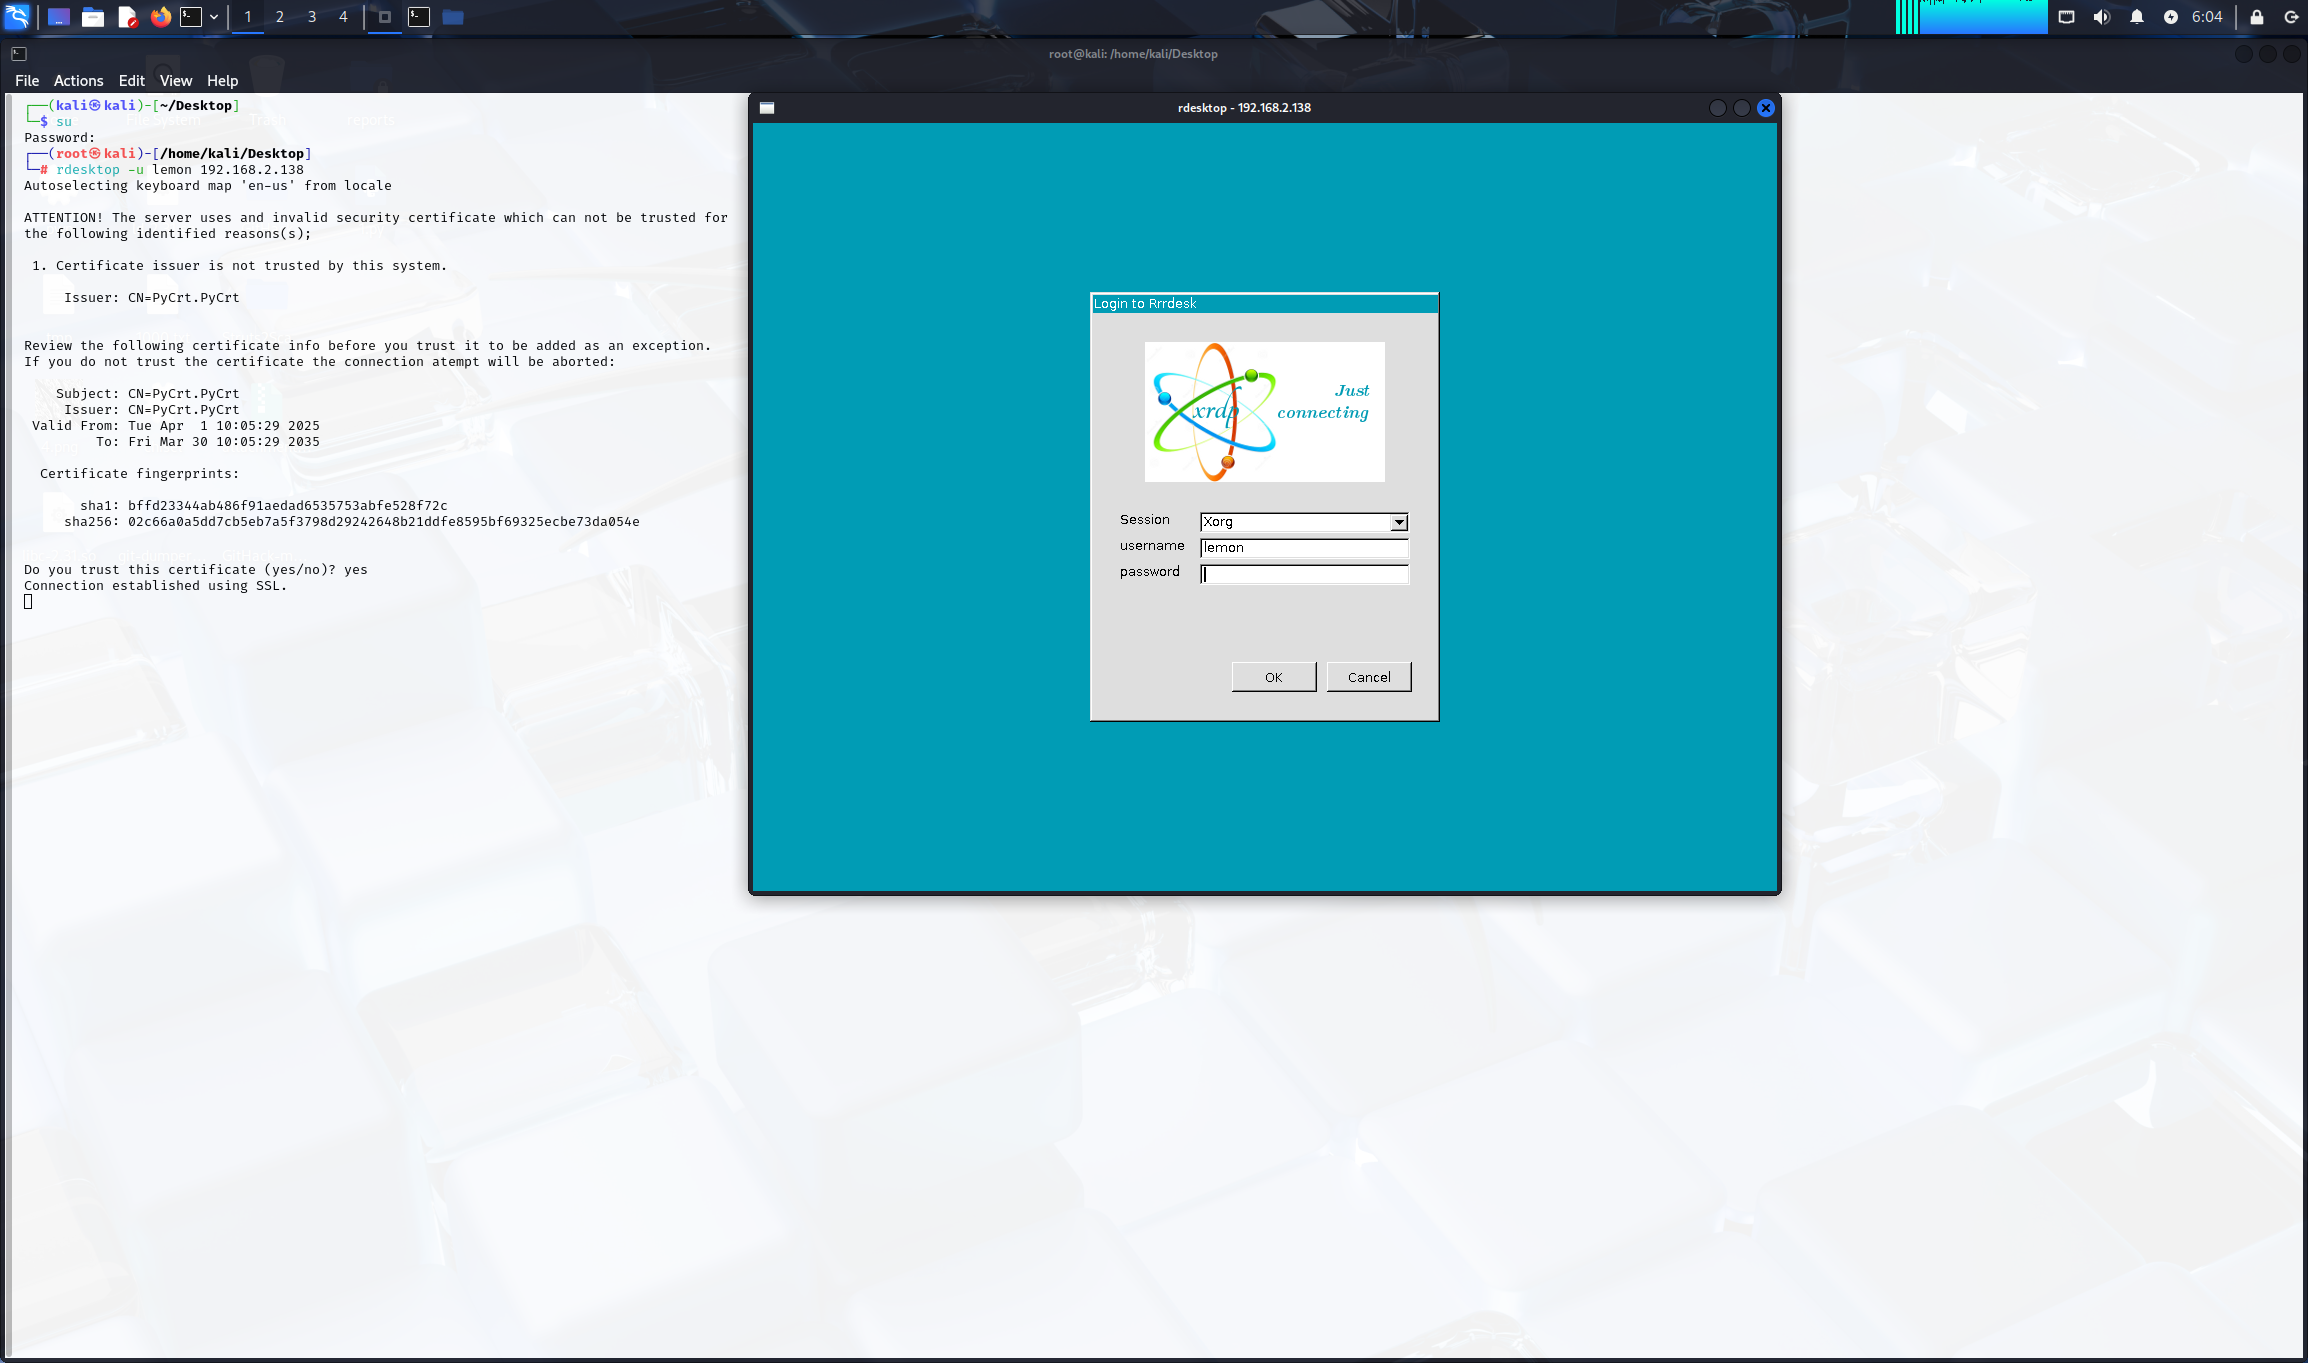 1 2 3 4
6:04
root@kali: /home/kali/Desktop
File Actions Edit View Help
┌──(kali㉿kali)-[~/Desktop]
└─$ su
Password:
┌──(root㉿kali)-[/home/kali/Desktop]
└─# rdesktop -u lemon 192.168.2.138
Autoselecting keyboard map 'en-us' from locale
ATTENTION! The server uses and invalid security certificate which can not be trusted for
the following identified reasons(s);
1. Certificate issuer is not trusted by this system.
Issuer: CN=PyCrt.PyCrt
Review the following certificate info before you trust it to be added as an exception.
If you do not trust the certificate the connection atempt will be aborted:
Subject: CN=PyCrt.PyCrt
Issuer: CN=PyCrt.PyCrt
Valid From: Tue Apr  1 10:05:29 2025
To: Fri Mar 30 10:05:29 2035
Certificate fingerprints:
sha1: bffd23344ab486f91aedad6535753abfe528f72c
sha256: 02c66a0a5dd7cb5eb7a5f3798d29242648b21ddfe8595bf69325ecbe73da054e
Do you trust this certificate (yes/no)? yes
Connection established using SSL.
File System
Trash
reports
rdesktop - 192.168.2.138
Login to Rrrdesk
xrdp
Just
connecting
Session Xorg
username lemon
password
OK Cancel